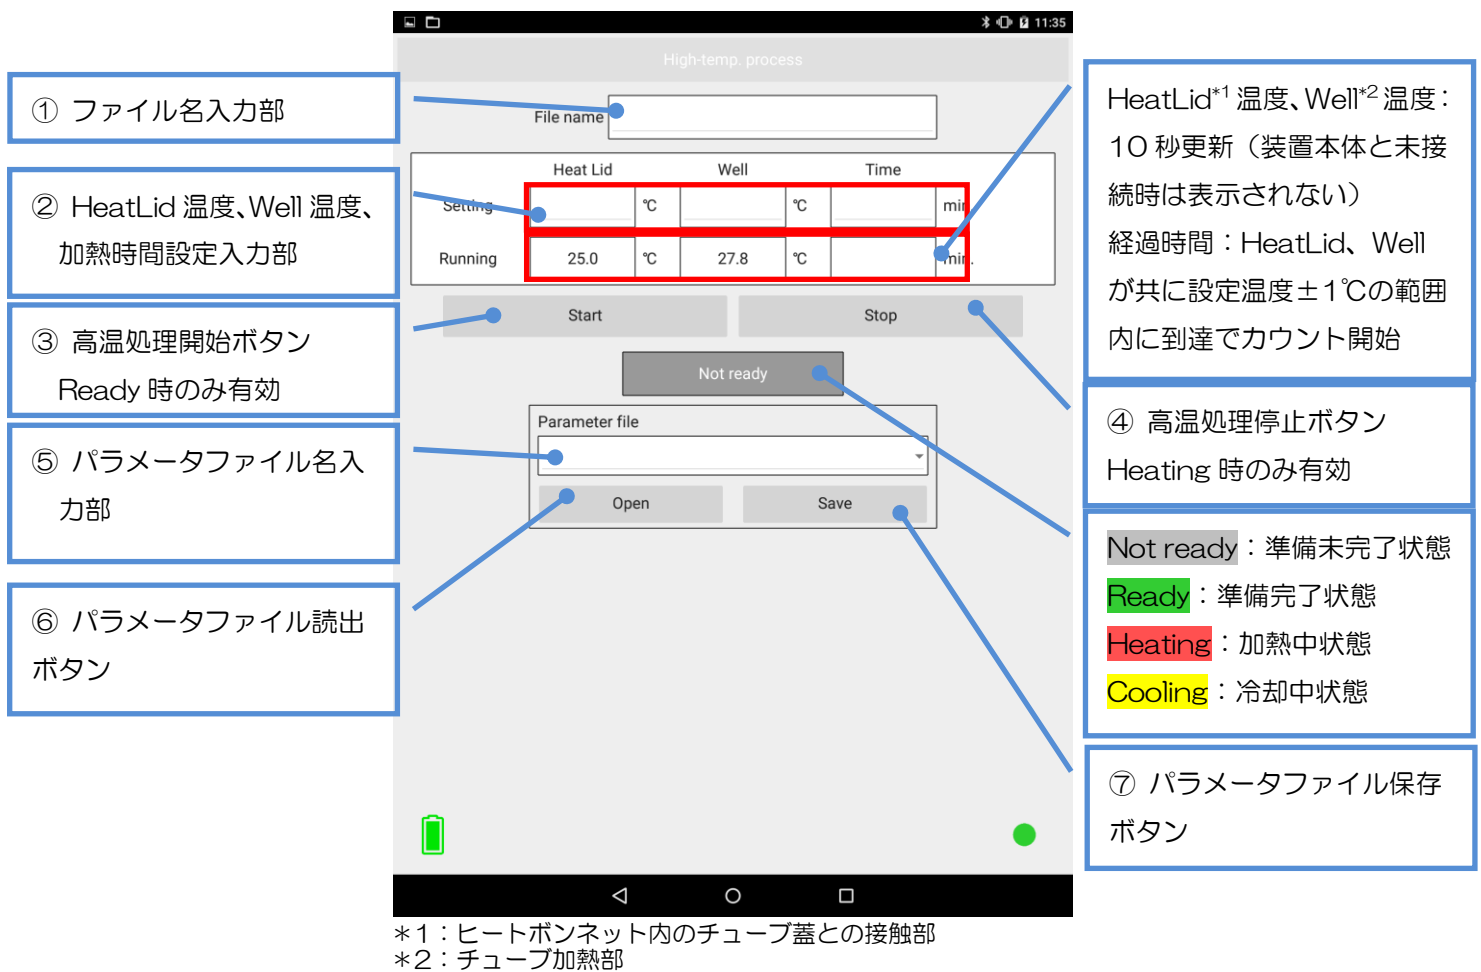 11:35
High-temp. process
File name
Heat Lid Well Time
Setting ℃ ℃ min
Running 25.0 ℃ 27.8 ℃ min.
Start Stop
Not ready
Parameter file
Open Save
① ファイル名入力部
② HeatLid 温度、Well 温度、
加熱時間設定入力部
③ 高温処理開始ボタン
Ready 時のみ有効
⑤ パラメータファイル名入
力部
⑥ パラメータファイル読出
ボタン
HeatLid*1 温度、Well*2 温度：
10 秒更新（装置本体と未接
続時は表示されない）
経過時間：HeatLid、Well
が共に設定温度±1℃の範囲
内に到達でカウント開始
④ 高温処理停止ボタン
Heating 時のみ有効
Not ready：準備未完了状態
Ready：準備完了状態
Heating：加熱中状態
Cooling：冷却中状態
⑦ パラメータファイル保存
ボタン
＊1：ヒートボンネット内のチューブ蓋との接触部
＊2：チューブ加熱部